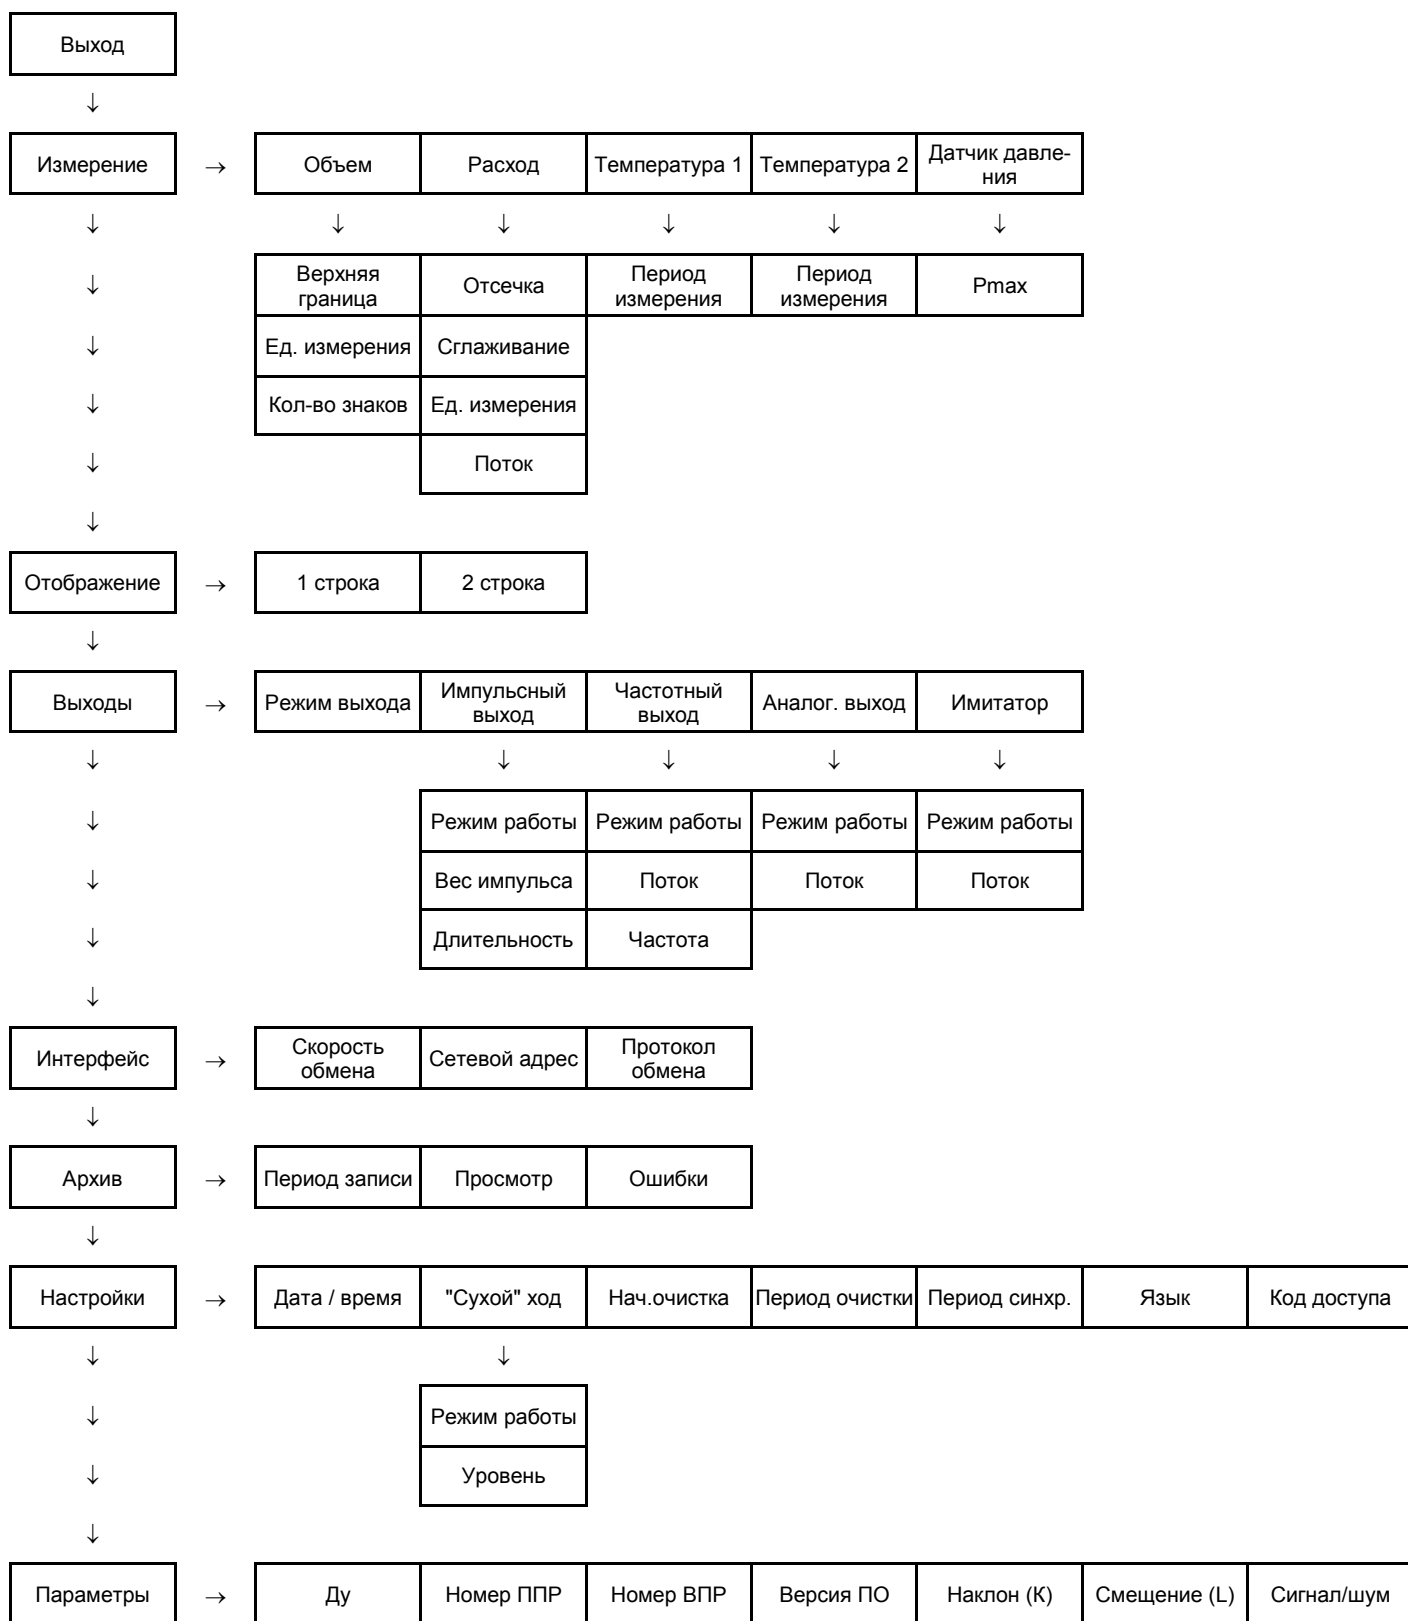 Выход
↓
Измерение → Объем Расход Температура 1 Температура 2 Датчик давле-
ния
↓ ↓ ↓ ↓ ↓ ↓
↓ Верхняя Отсечка Период Период Pmax
граница измерения измерения
↓ Ед. измерения Сглаживание
↓ Кол-во знаков Ед. измерения
↓ Поток
↓
Отображение → 1 строка 2 строка
↓
Выходы → Режим выхода Импульсный Частотный Аналог. выход Имитатор
выход выход
↓ ↓ ↓ ↓ ↓
↓ Режим работы Режим работы Режим работы Режим работы
↓ Вес импульса Поток Поток Поток
↓ Длительность Частота
↓
Интерфейс → Скорость Сетевой адрес Протокол
обмена обмена
↓
Архив → Период записи Просмотр Ошибки
↓
Настройки → Дата / время "Сухой" ход Нач.очистка Период очистки Период синхр. Язык Код доступа
↓ ↓
↓ Режим работы
↓ Уровень
↓
Параметры → Ду Номер ППР Номер ВПР Версия ПО Наклон (К) Смещение (L) Сигнал/шум